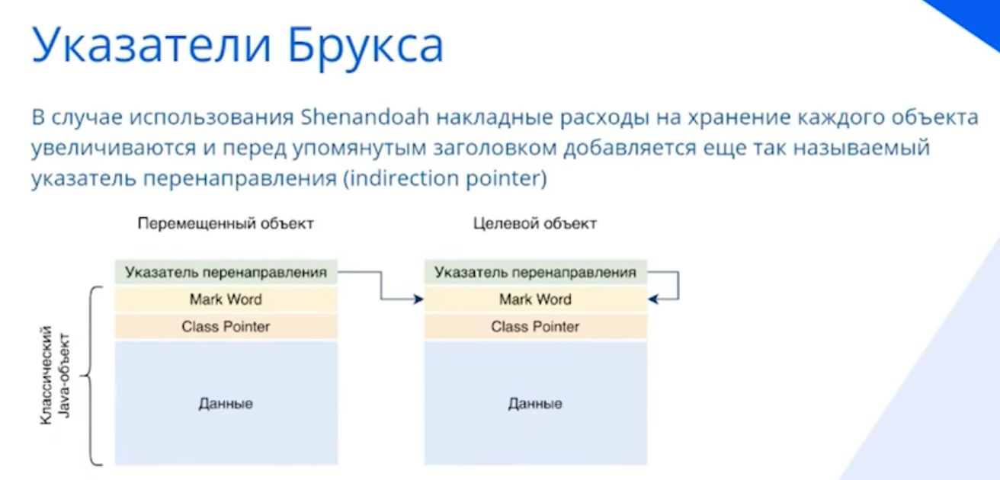 Указатели Брукса
В случае использования Shenandoah накладные расходы на хранение каждого объекта
увеличиваются и перед упомянутым заголовком добавляется еще так называемый
указатель перенаправления (indirection pointer)
Перемещенный объект
Целевой объект
Указатель перенаправления
Указатель перенаправления
Mark Word
Mark Word
Class Pointer
Class Pointer
Классический
Java-объект
Данные
Данные